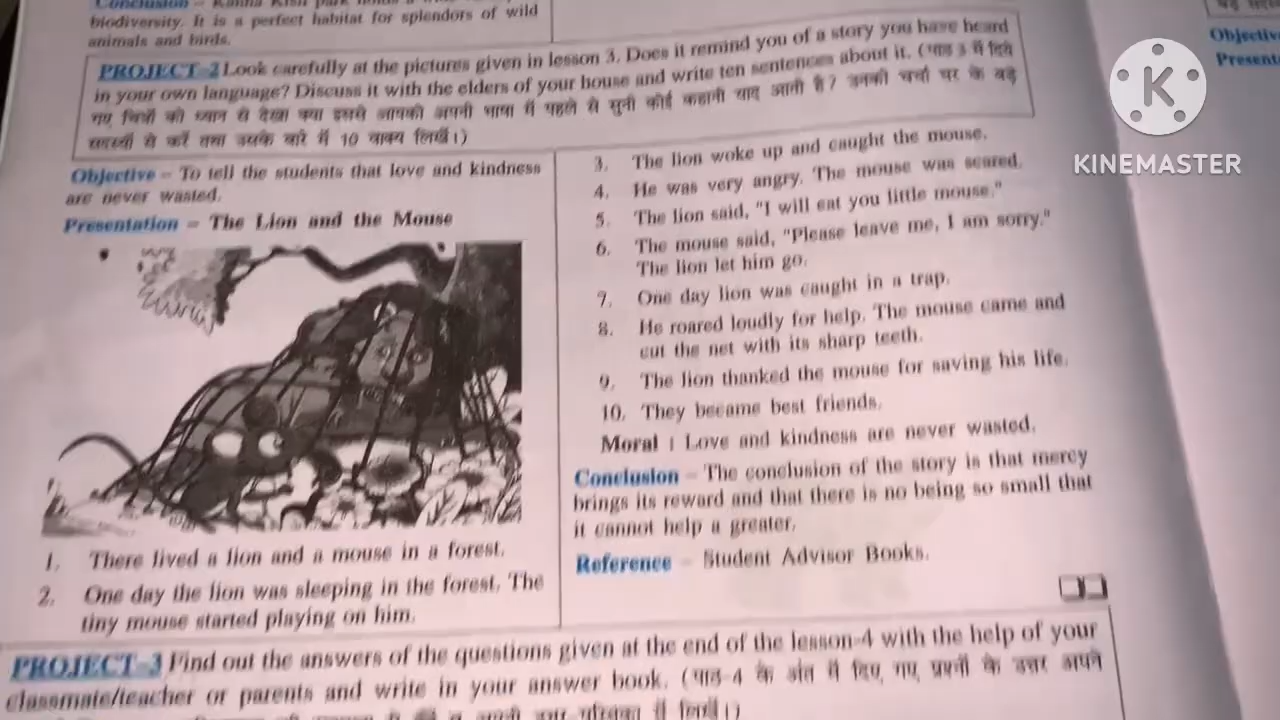 biodiversity. It is a perfect habitat for splendors of wild
animals and birds.
PROJECT-2 Look carefully at the pictures given in lesson 3. Does it remind you of a story you have heard
in your own language? Discuss it with the elders of your house and write ten sentences about it. (पाठ 3 में दिये
गए चित्रों को ध्यान से देखो क्या इससे आपको अपनी भाषा में पहले से सुनी कोई कहानी याद आती है? उनकी चर्चा घर के बड़े
सदस्यों से करें तथा उसके बारे में 10 वाक्य लिखें।)
Objective – To tell the students that love and kindness
are never wasted.
Presentation – The Lion and the Mouse
1. There lived a lion and a mouse in a forest.
2. One day the lion was sleeping in the forest. The
tiny mouse started playing on him.
3. The lion woke up and caught the mouse.
4. He was very angry. The mouse was scared.
5. The lion said, "I will eat you little mouse."
6. The mouse said, "Please leave me, I am sorry."
The lion let him go.
7. One day lion was caught in a trap.
8. He roared loudly for help. The mouse came and
cut the net with its sharp teeth.
9. The lion thanked the mouse for saving his life.
10. They became best friends.
Moral : Love and kindness are never wasted.
Conclusion – The conclusion of the story is that mercy
brings its reward and that there is no being so small that
it cannot help a greater.
Reference – Student Advisor Books.
PROJECT-3 Find out the answers of the questions given at the end of the lesson-4 with the help of your
classmate/teacher or parents and write in your answer book. (पाठ-4 के अंत में दिए गए प्रश्नों के उत्तर अपने
Objective
Present
K
KINEMASTER